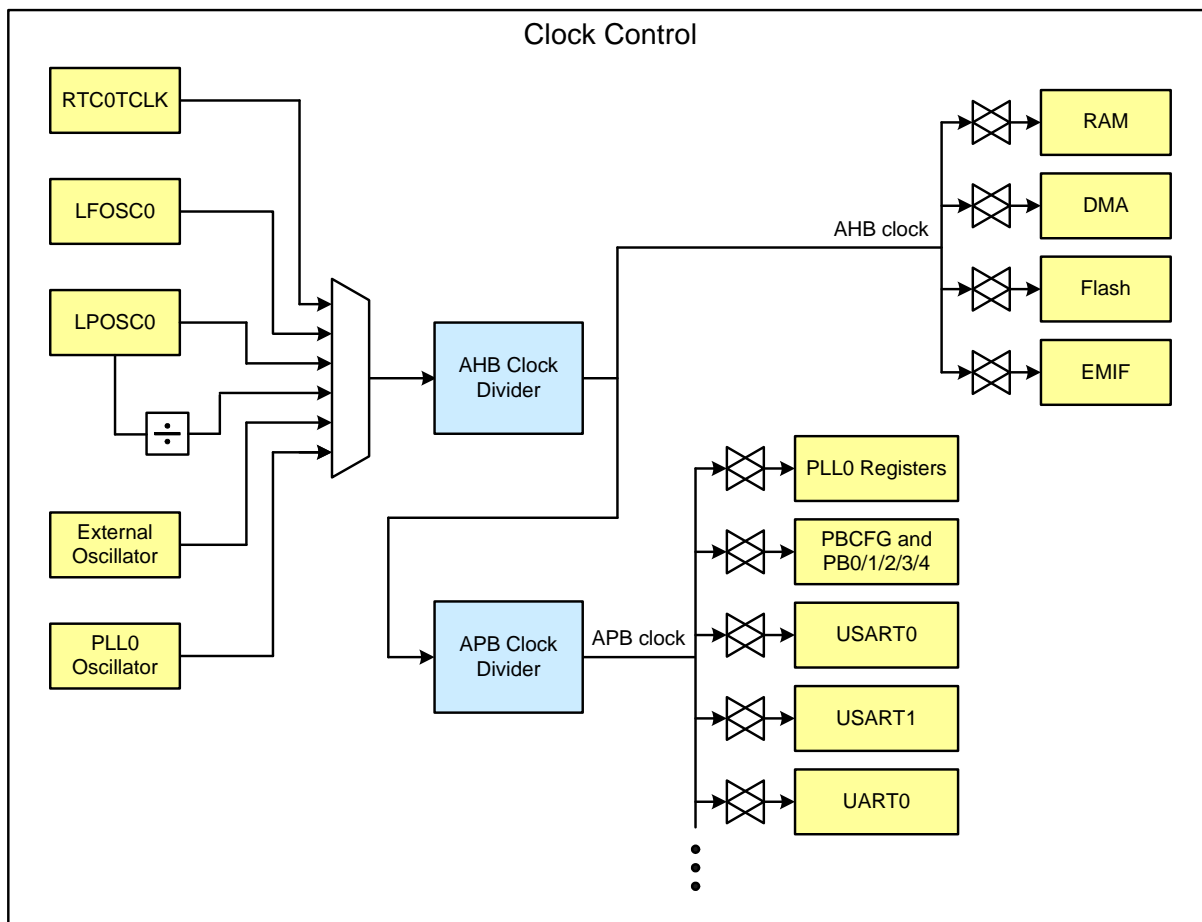 Clock Control
RTC0TCLK
LFOSC0
LPOSC0
÷
External
Oscillator
PLL0
Oscillator
AHB Clock
Divider
APB Clock
Divider
AHB clock
RAM
DMA
Flash
EMIF
APB clock
PLL0 Registers
PBCFG and
PB0/1/2/3/4
USART0
USART1
UART0